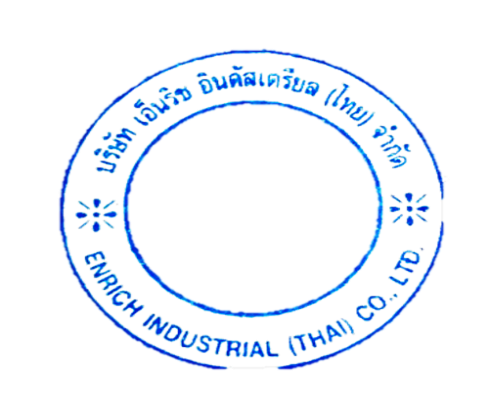 บริษัท เอ็นริช อินดัสเตรียล (ไทย) จำกัด
ENRICH INDUSTRIAL (THAI) CO., LTD.